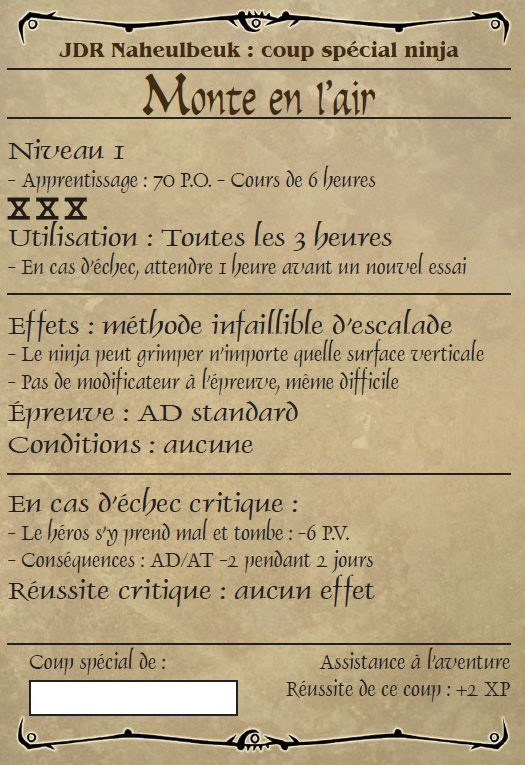 JDR Naheulbeuk : coup spécial ninja
Monte en l'air
Niveau 1
- Apprentissage : 70 P.O. - Cours de 6 heures
Utilisation : Toutes les 3 heures
- En cas d'échec, attendre 1 heure avant un nouvel essai
Effets : méthode infaillible d'escalade
- Le ninja peut grimper n'importe quelle surface verticale
- Pas de modificateur à l'épreuve, même difficile
Épreuve : AD standard
Conditions : aucune
En cas d'échec critique :
- Le héros s'y prend mal et tombe : -6 P.V.
- Conséquences : AD/AT -2 pendant 2 jours
Réussite critique : aucun effet
Coup spécial de :
Assistance à l'aventure
Réussite de ce coup : +2 XP